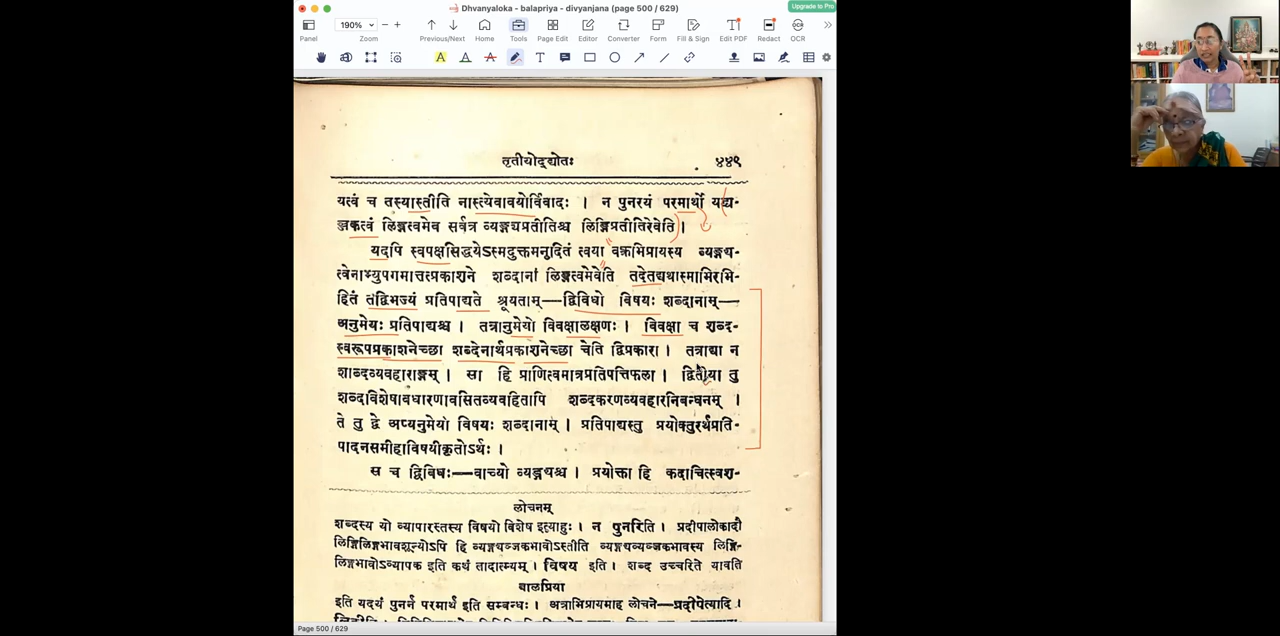 Dhvanyaloka - balapriya - divyanjana (page 500 / 629)
Upgrade to Pro
190%
Panel Zoom Previous/Next Home Tools Page Edit Editor Converter Form Fill & Sign Edit PDF Redact OCR
तृतीयोद्द्योतः ४४९
यत्वं च तस्यास्तीति नास्त्येवावयोर्विवादः । न पुनरयं परमार्थो यद्व्य-
ञ्जकत्वं लिङ्गत्वमेव सर्वत्र व्यङ्ग्यप्रतीतिश्च लिङ्गिप्रतीतिरेवेति ।
यदपि स्वपक्षसिद्धयेऽस्मदुक्तमनूदितं त्वया वक्त्रभिप्रायस्य व्यङ्ग्य-
त्वेनाभ्युपगमात्तत्प्रकाशने शब्दानां लिङ्गत्वमेवेति तदेतद्यथास्माभिरभि-
हितं तद्विभज्य प्रतिपाद्यते श्रूयताम्—द्विविधो विषयः शब्दानाम्—
अनुमेयः प्रतिपाद्यश्च । तत्रानुमेयो विवक्षालक्षणः । विवक्षा च शब्द-
स्वरूपप्रकाशनेच्छा शब्देनार्थप्रकाशनेच्छा चेति द्विप्रकारा । तत्राद्या न
शाब्दव्यवहाराङ्गम् । सा हि प्राणित्वमात्रप्रतिपत्तिफला । द्वितीया तु
शब्दविशेषावधारणावसितव्यवहितापि शब्दकरणव्यवहारनिबन्धनम् ।
ते तु द्वे अप्यनुमेयो विषयः शब्दानाम् । प्रतिपाद्यस्तु प्रयोक्तुरर्थप्रति-
पादनसमीहाविषयीकृतोऽर्थः ।
स च द्विविधः—वाच्यो व्यङ्ग्यश्च । प्रयोक्ता हि कदाचित्स्वश-
लोचनम्
शब्दस्य यो व्यापारस्तस्य विषयो विशेष इत्याहुः । न पुनरिति । प्रदीपालोकादौ
लिङ्गिलिङ्गभावशून्योऽपि हि व्यङ्ग्यव्यञ्जकभावोऽस्तीति व्यङ्ग्यव्यञ्जकभावस्य लिङ्गि-
लिङ्गभावोऽव्यापक इति कथं तादात्म्यम् । विषय इति । शब्द उच्चरिते यावति
बालप्रिया
इति यदयं पुनर्न परमार्थ इति सम्बन्धः । अत्राभिप्रायमाह लोचने—प्रदीपेत्यादि ।
Page 500 / 629